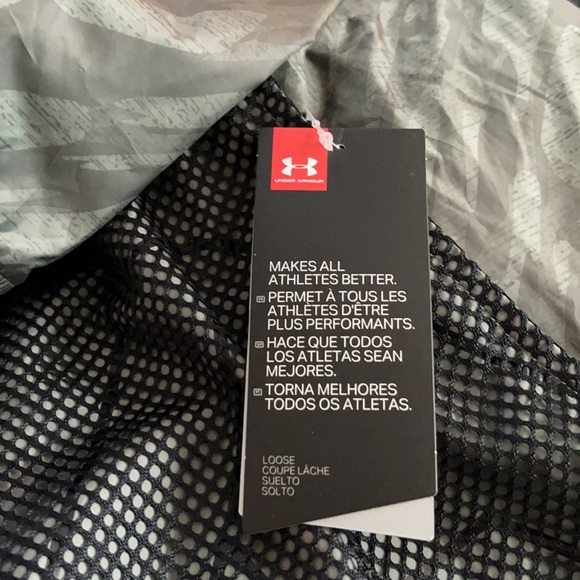 UNDER ARMOUR
MAKES ALL
ATHLETES BETTER.
FR PERMET À TOUS LES
ATHLÈTES D'ÊTRE
PLUS PERFORMANTS.
HACE QUE TODOS
LOS ATLETAS SEAN
MEJORES.
TORNA MELHORES
TODOS OS ATLETAS.
LOOSE
COUPE LÂCHE
SUELTO
SOLTO